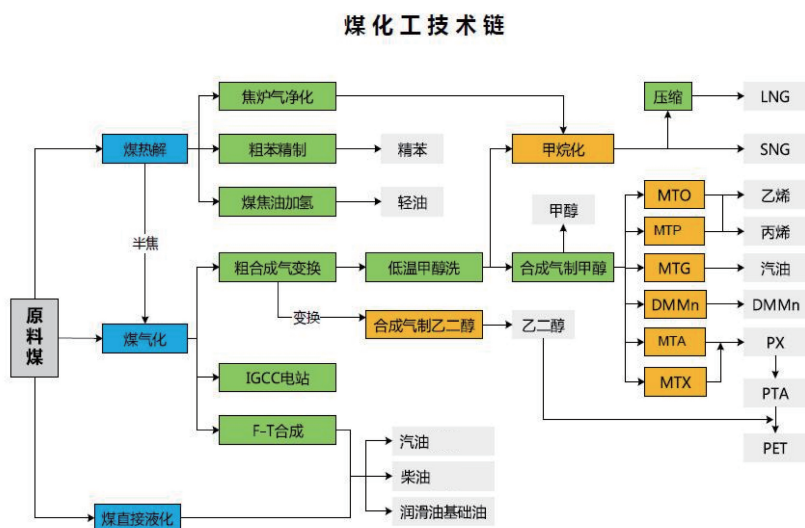 煤化工技术链
焦炉气净化
压缩
LNG
煤热解
粗苯精制
精苯
甲烷化
SNG
煤焦油加氢
轻油
甲醇
MTO
乙烯
半焦
MTP
丙烯
粗合成气变换
低温甲醇洗
合成气制甲醇
MTG
汽油
原料煤
煤气化
变换
合成气制乙二醇
乙二醇
DMMn
DMMn
MTA
PX
IGCC电站
MTX
PTA
F-T合成
汽油
PET
柴油
煤直接液化
润滑油基础油